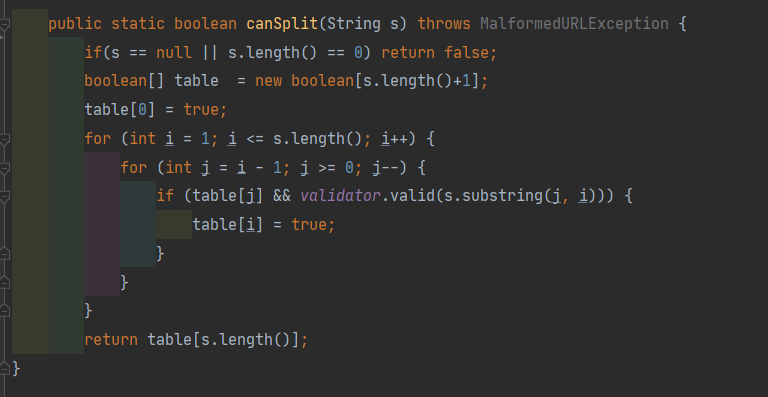 public static boolean canSplit(String s) throws MalformedURLException {
if(s == null || s.length() == 0) return false;
boolean[] table  = new boolean[s.length()+1];
table[0] = true;
for (int i = 1; i <= s.length(); i++) {
for (int j = i - 1; j >= 0; j--) {
if (table[j] && validator.valid(s.substring(j, i))) {
table[i] = true;
}
}
}
return table[s.length()];
}